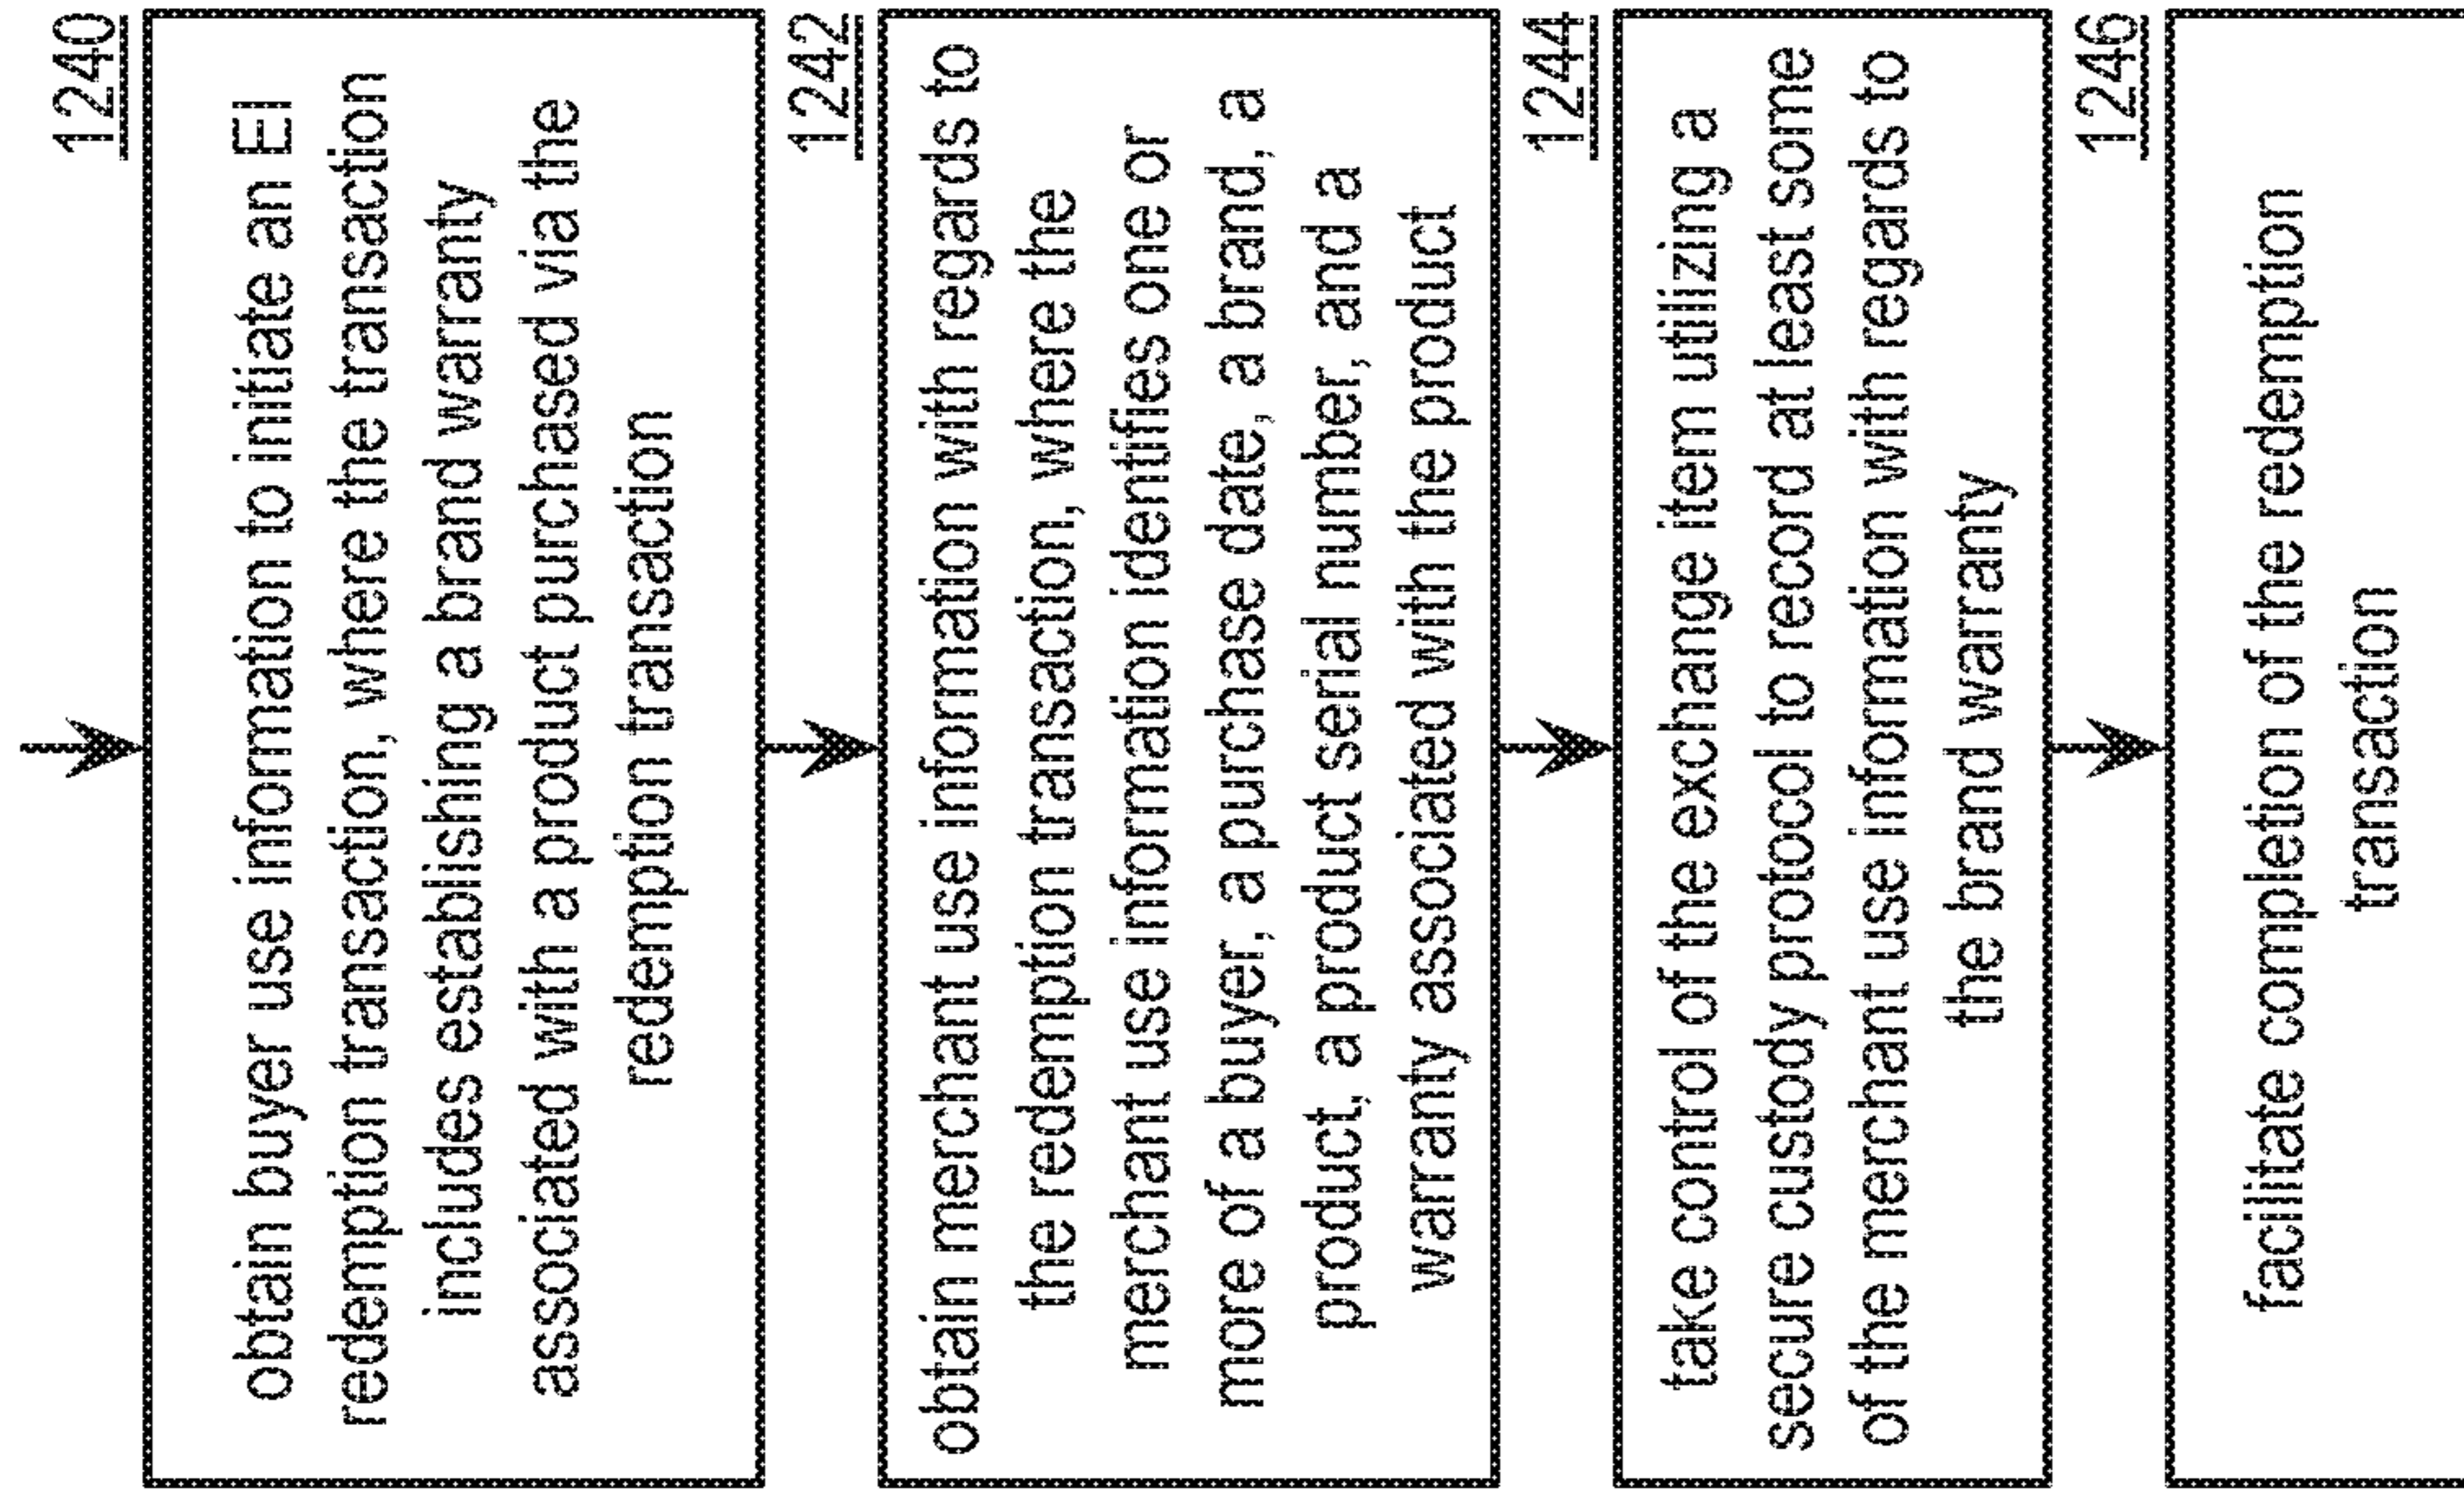 1240
obtain buyer use information to initiate an EI
redemption transaction, where the transaction
includes establishing a brand warranty
associated with a product purchased via the
redemption transaction
1242
obtain merchant use information with regards to
the redemption transaction, where the
merchant use information identifies one or
more of a buyer, a purchase date, a brand, a
product, a product serial number, and a
warranty associated with the product
1244
take control of the exchange item utilizing a
secure custody protocol to record at least some
of the merchant use information with regards to
the brand warranty
1246
facilitate completion of the redemption
transaction